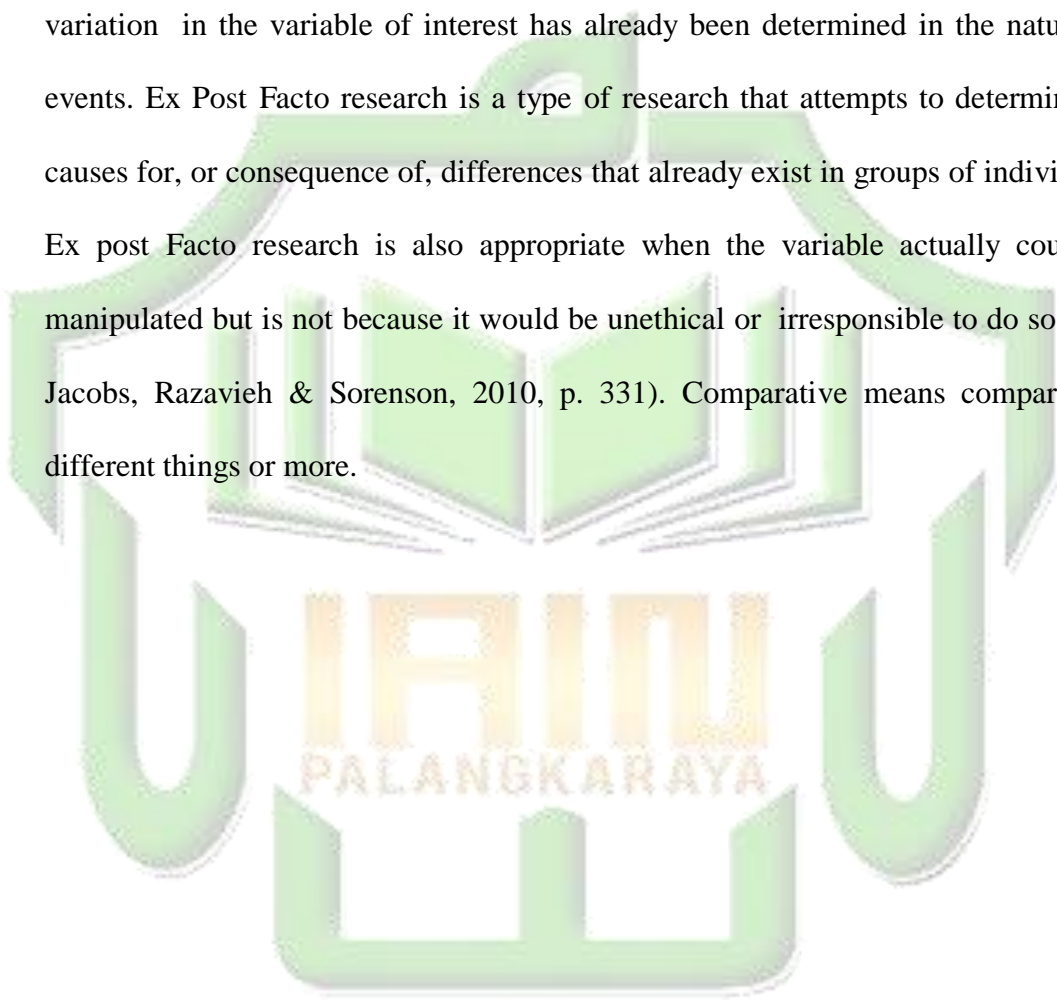 variation in the variable of interest has already been determined in the natu
events. Ex Post Facto research is a type of research that attempts to determin
causes for, or consequence of, differences that already exist in groups of indivi
Ex post Facto research is also appropriate when the variable actually cou
manipulated but is not because it would be unethical or irresponsible to do so
Jacobs, Razavieh & Sorenson, 2010, p. 331). Comparative means compar
different things or more.
IAIN
PALANGKARAYA